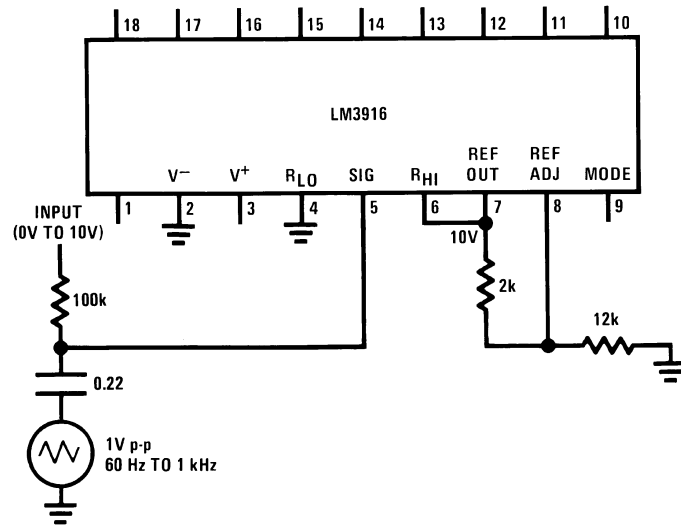 18 17 16 15 14 13 12 11 10
LM3916
V− V+ RLO SIG RHI REF OUT REF ADJ MODE
1 2 3 4 5 6 7 8 9
INPUT
(0V TO 10V)
10V
100k
2k
12k
0.22
1V p-p
60 Hz TO 1 kHz